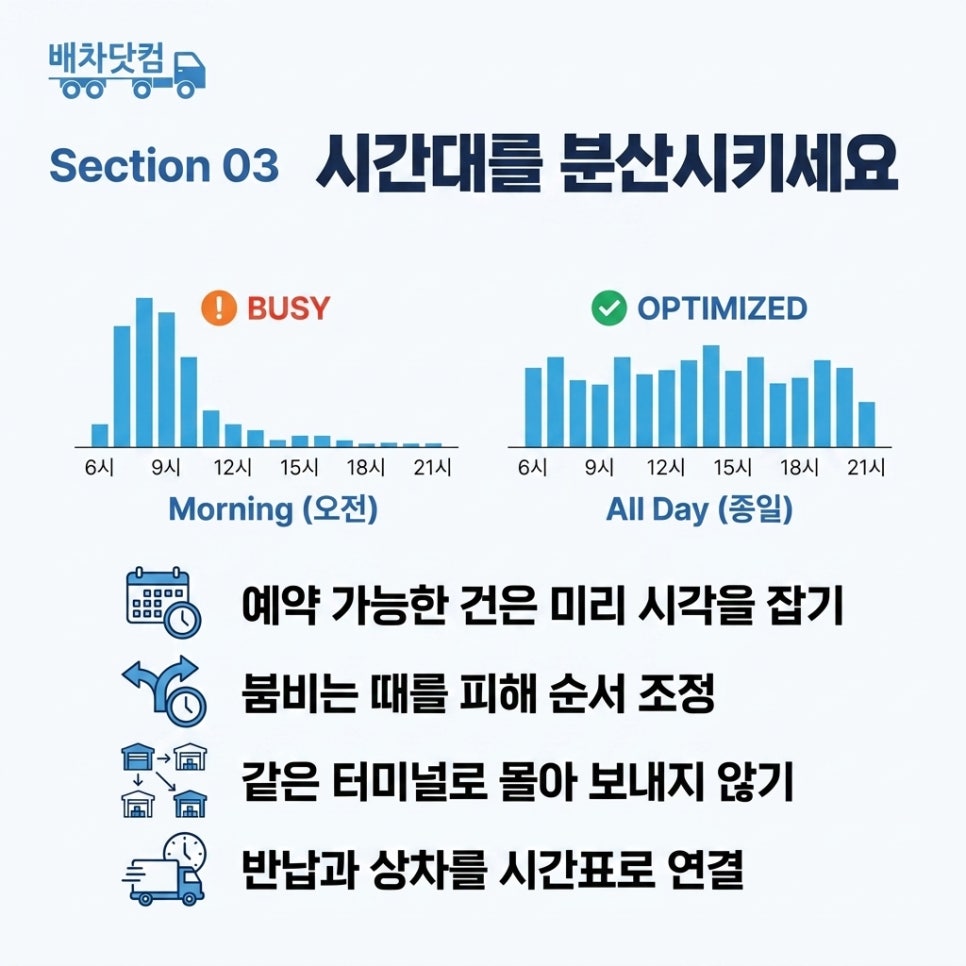 배차닷컴
Section 03 시간대를 분산시키세요
BUSY
6시 9시 12시 15시 18시 21시
Morning (오전)
OPTIMIZED
6시 9시 12시 15시 18시 21시
All Day (종일)
예약 가능한 건은 미리 시각을 잡기
붐비는 때를 피해 순서 조정
같은 터미널로 몰아 보내지 않기
반납과 상차를 시간표로 연결